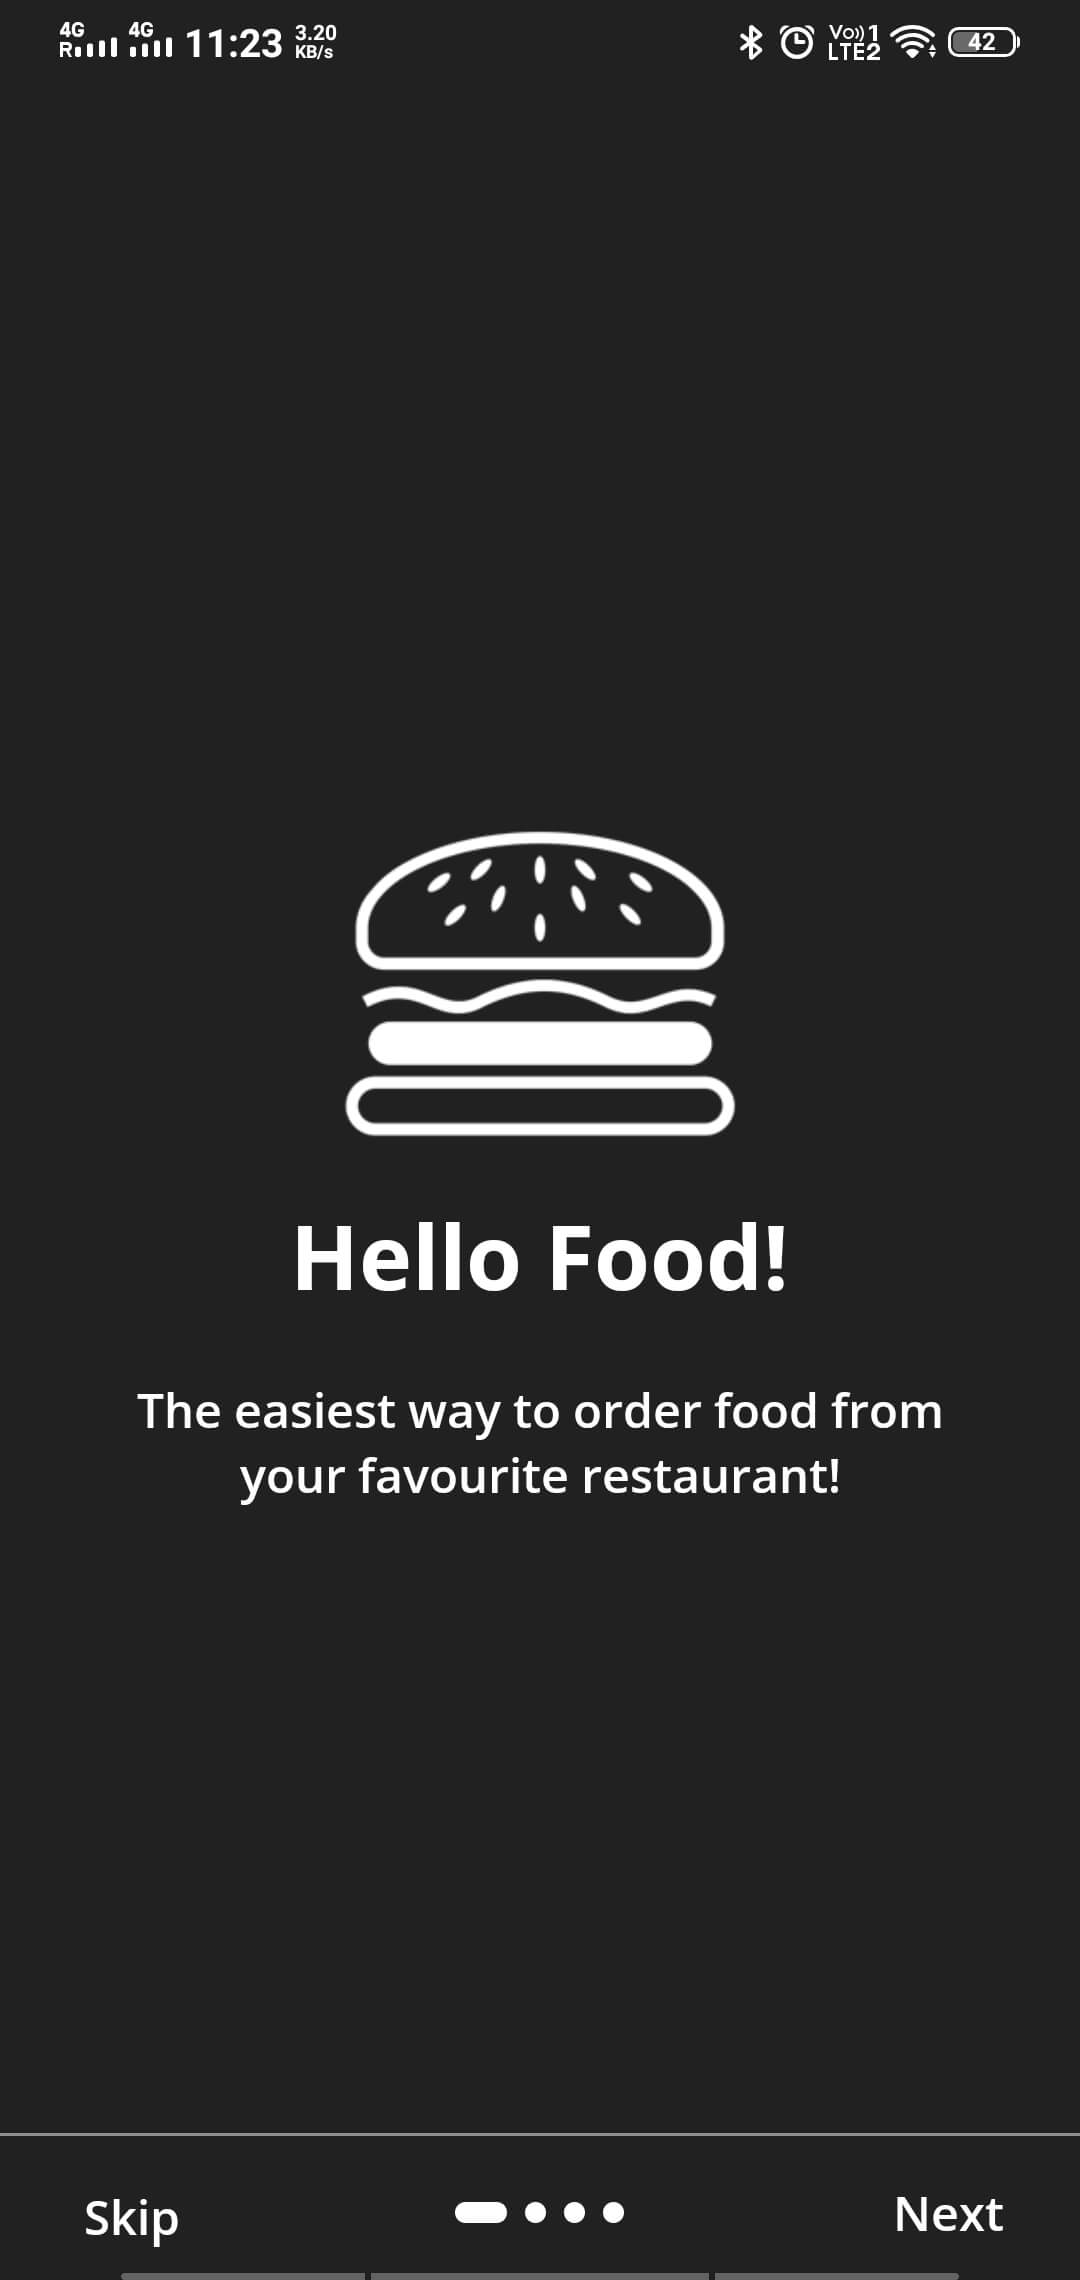 4G 4G 11:23 3.20 Vo)) 1
R KB/s LTE2 42
Hello Food!
The easiest way to order food from
your favourite restaurant!
Skip Next